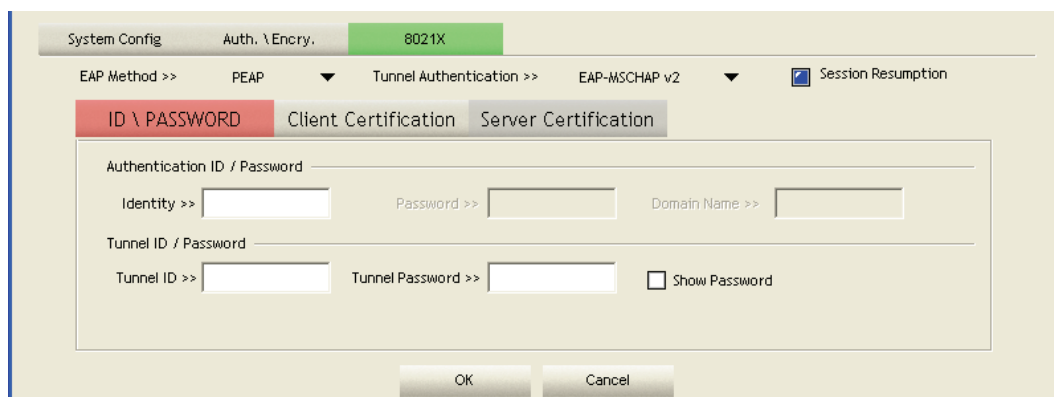 System Config Auth. \ Encry. 8021X
EAP Method >> PEAP Tunnel Authentication >> EAP-MSCHAP v2 Session Resumption
ID \ PASSWORD Client Certification Server Certification
Authentication ID / Password
Identity >> Password >> Domain Name >>
Tunnel ID / Password
Tunnel ID >> Tunnel Password >> Show Password
OK Cancel